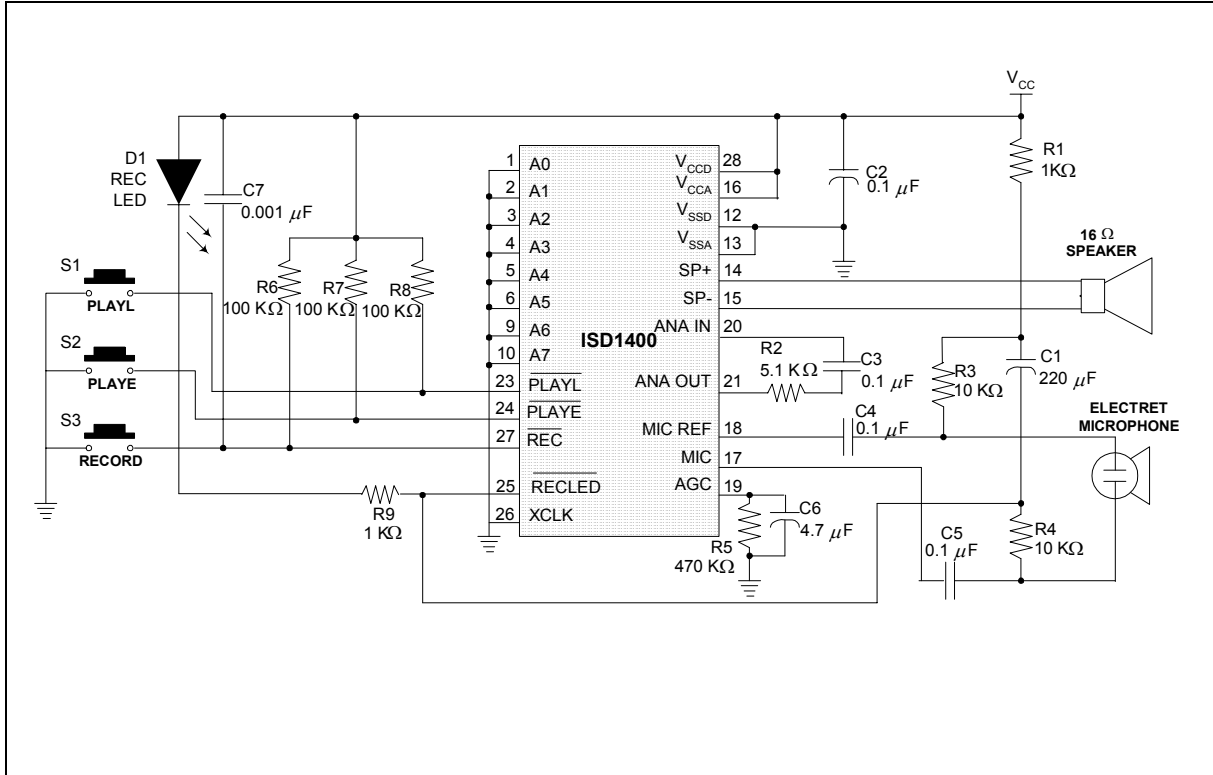 V_CC
D1
REC
LED
C7
0.001 μF
R6
100 KΩ
R7
100 KΩ
R8
100 KΩ
S1
PLAYL
S2
PLAYE
S3
RECORD
R9
1 KΩ
ISD1400
1 A0
2 A1
3 A2
4 A3
5 A4
6 A5
9 A6
10 A7
23 PLAYL
24 PLAYE
27 REC
25 RECLED
26 XCLK
V_CCD 28
V_CCA 16
V_SSD 12
V_SSA 13
SP+ 14
SP- 15
ANA IN 20
ANA OUT 21
MIC REF 18
MIC 17
AGC 19
C2
0.1 μF
R1
1KΩ
16 Ω
SPEAKER
R2
5.1 KΩ
C3
0.1 μF
R3
10 KΩ
C1
220 μF
C4
0.1 μF
ELECTRET
MICROPHONE
C6
4.7 μF
R5
470 KΩ
C5
0.1 μF
R4
10 KΩ